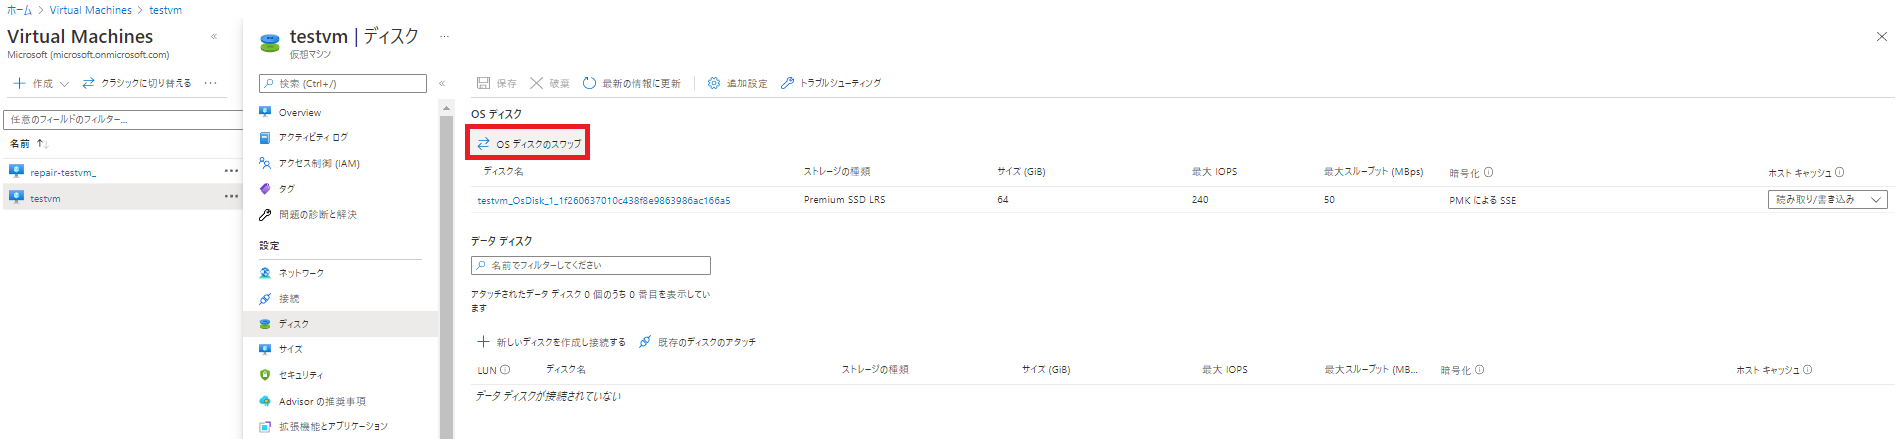 ホーム > Virtual Machines > testvm
Virtual Machines
Microsoft (microsoft.onmicrosoft.com)
作成
クラシックに切り替える
任意のフィールドのフィルター...
名前
repair-testvm_
testvm
testvm | ディスク
仮想マシン
検索 (Ctrl+/)
Overview
アクティビティ ログ
アクセス制御 (IAM)
タグ
問題の診断と解決
設定
ネットワーク
接続
ディスク
サイズ
セキュリティ
Advisor の推奨事項
拡張機能とアプリケーション
保存
破棄
最新の情報に更新
追加設定
トラブルシューティング
OS ディスク
OS ディスクのスワップ
ディスク名 ストレージの種類 サイズ (GiB) 最大 IOPS 最大スループット (MBps) 暗号化 ホスト キャッシュ
testvm_OsDisk_1_1f260637010c438f8e9863986ac166a5 Premium SSD LRS 64 240 50 PMK による SSE 読み取り/書き込み
データ ディスク
名前でフィルターしてください
アタッチされたデータ ディスク 0 個のうち 0 番目を表示してい
ます
新しいディスクを作成し接続する
既存のディスクのアタッチ
LUN ディスク名 ストレージの種類 サイズ (GiB) 最大 IOPS 最大スループット (MB... 暗号化 ホスト キャッシュ
データ ディスクが接続されていない